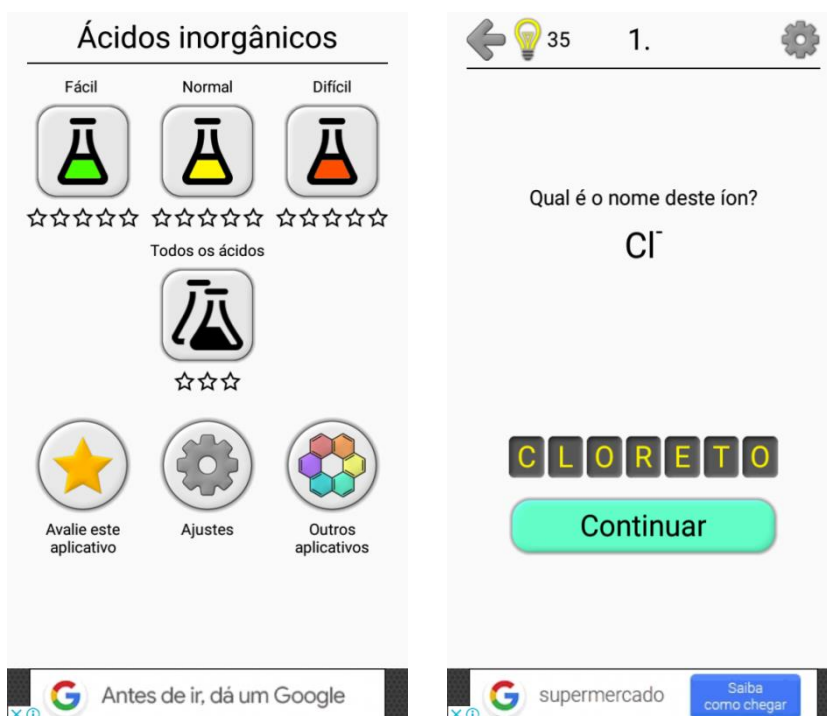 Ácidos inorgânicos
Fácil Normal Difícil
Todos os ácidos
Avalie este
aplicativo
Ajustes
Outros
aplicativos
Antes de ir, dá um Google
35
1.
Qual é o nome deste íon?
Cl⁻
CLORETO
Continuar
supermercado
Saiba
como chegar